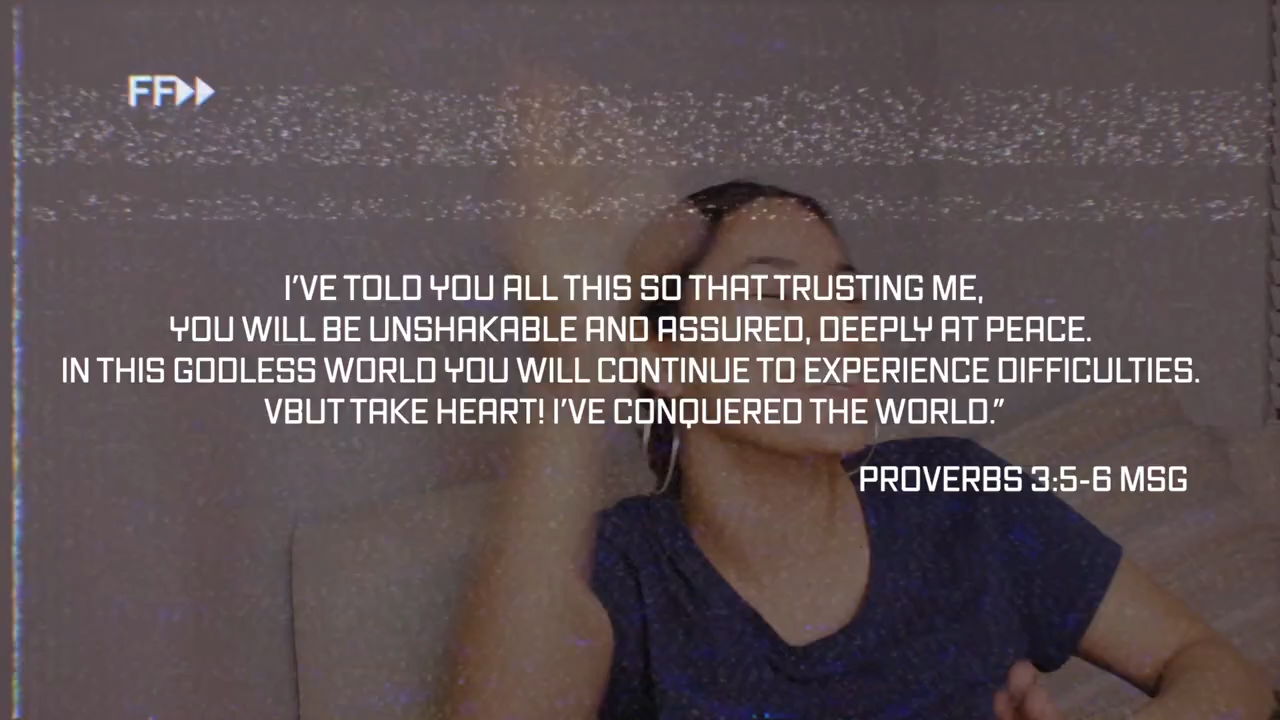 FF
I'VE TOLD YOU ALL THIS SO THAT TRUSTING ME,
YOU WILL BE UNSHAKABLE AND ASSURED, DEEPLY AT PEACE.
IN THIS GODLESS WORLD YOU WILL CONTINUE TO EXPERIENCE DIFFICULTIES.
VBUT TAKE HEART! I'VE CONQUERED THE WORLD.”
PROVERBS 3:5-6 MSG